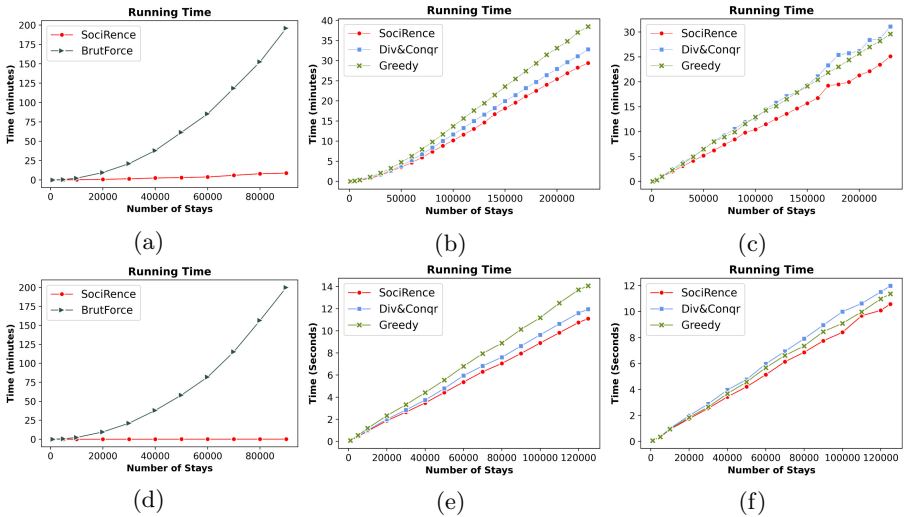 Running Time
SociRence
BrutForce
Time (minutes)
200
175
150
125
100
75
50
25
0
0 20000 40000 60000 80000
Number of Stays
(a)
Running Time
SociRence
Div&Conqr
Greedy
Time (minutes)
40
35
30
25
20
15
10
5
0
0 50000 100000 150000 200000
Number of Stays
(b)
Running Time
SociRence
Div&Conqr
Greedy
Time (minutes)
30
25
20
15
10
5
0
0 50000 100000 150000 200000
Number of Stays
(c)
Running Time
SociRence
BrutForce
Time (minutes)
200
175
150
125
100
75
50
25
0
0 20000 40000 60000 80000
Number of Stays
(d)
Running Time
SociRence
Div&Conqr
Greedy
Time (Seconds)
14
12
10
8
6
4
2
0
0 20000 40000 60000 80000 100000 120000
Number of Stays
(e)
Running Time
SociRence
Div&Conqr
Greedy
Time (Seconds)
12
10
8
6
4
2
0
0 20000 40000 60000 80000 100000 120000
Number of Stays
(f)